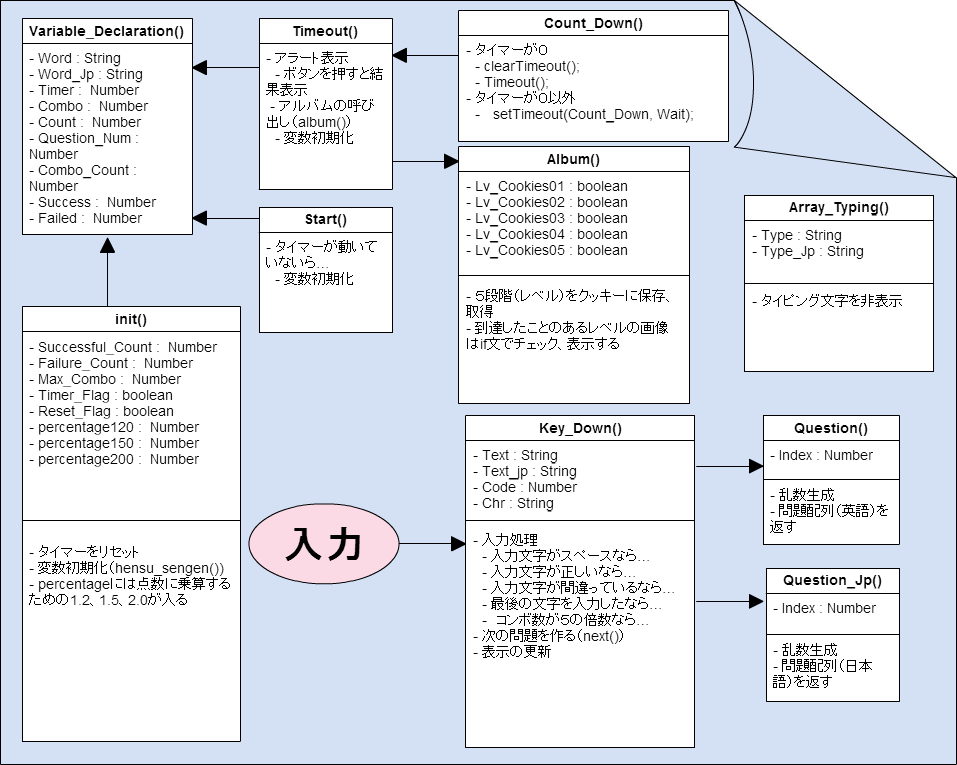 Variable_Declaration()
- Word : String
- Word_Jp : String
- Timer : Number
- Combo : Number
- Count : Number
- Question_Num :
Number
- Combo_Count :
Number
- Success : Number
- Failed : Number
Timeout()
- アラート表示
- ボタンを押すと結
果表示
- アルバムの呼び
出し(album())
- 変数初期化
Count_Down()
- タイマーが0
- clearTimeout();
- Timeout();
- タイマーが0以外
- setTimeout(Count_Down, Wait);
Start()
- タイマーが動いて
いないら...
- 変数初期化
Album()
- Lv_Cookies01 : boolean
- Lv_Cookies02 : boolean
- Lv_Cookies03 : boolean
- Lv_Cookies04 : boolean
- Lv_Cookies05 : boolean
- 5段階(レベル)をクッキーに保存、
取得
- 到達したことのあるレベルの画像
はif文でチェック、表示する
Array_Typing()
- Type : String
- Type_Jp : String
- タイピング文字を非表示
init()
- Successful_Count : Number
- Failure_Count : Number
- Max_Combo : Number
- Timer_Flag : boolean
- Reset_Flag : boolean
- percentage120 : Number
- percentage150 : Number
- percentage200 : Number
- タイマーをリセット
- 変数初期化(hensu_sengen())
- percentageには点数に乗算する
ための1.2、1.5、2.0が入る
入力
Key_Down()
- Text : String
- Text_jp : String
- Code : Number
- Chr : String
- 入力処理
- 入力文字がスペースなら...
- 入力文字が正しいなら...
- 入力文字が間違っているなら...
- 最後の文字を入力したなら...
- コンボ数が5の倍数なら...
- 次の問題を作る(next())
- 表示の更新
Question()
- Index : Number
- 乱数生成
- 問題配列(英語)を
返す
Question_Jp()
- Index : Number
- 乱数生成
- 問題配列(日本
語)を返す